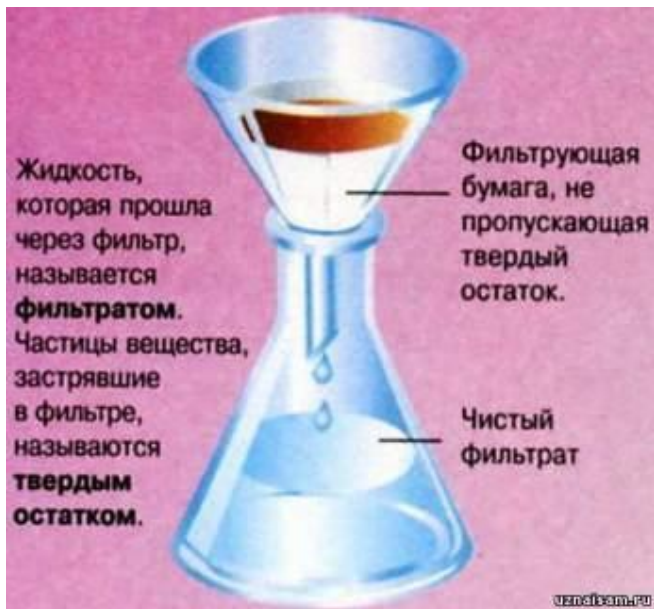 Жидкость,
которая прошла
через фильтр,
называется
фильтратом.
Частицы вещества,
застрявшие
в фильтре,
называются
твердым
остатком.
Фильтрующая
бумага, не
пропускающая
твердый
остаток.
Чистый
фильтрат
uznaisam.ru